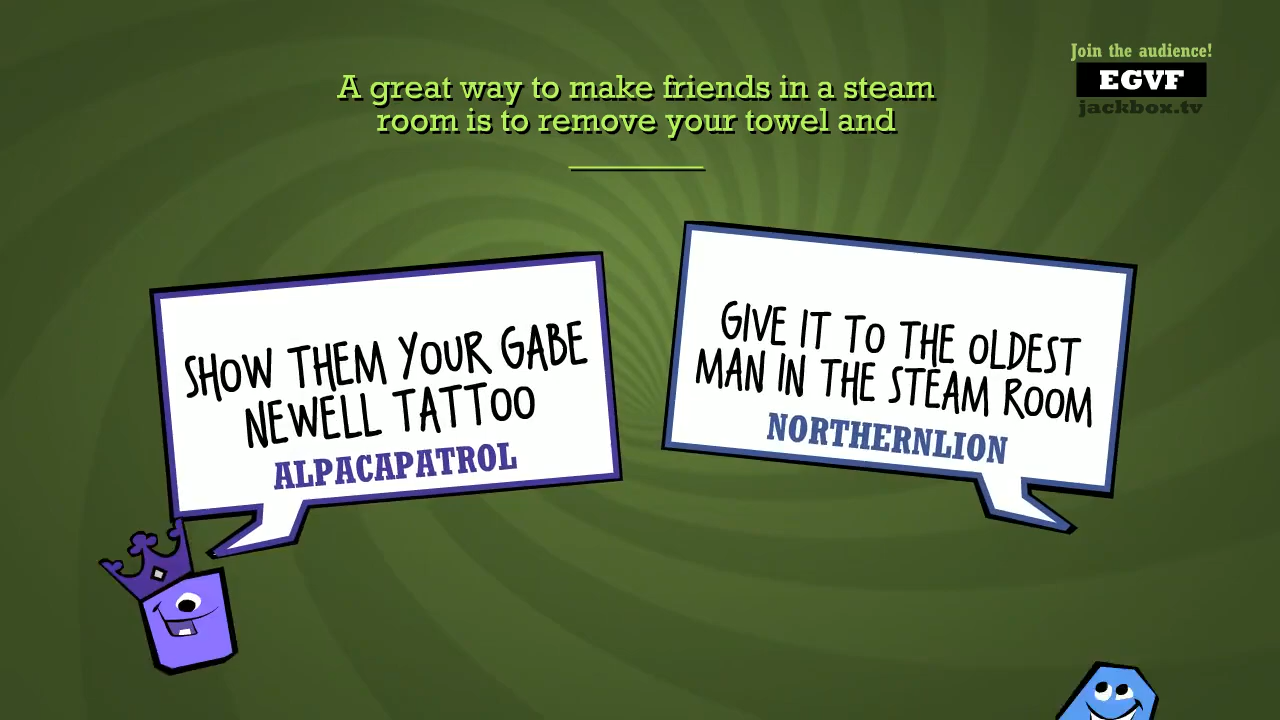 Join the audience!
EGVF
jackbox.tv
A great way to make friends in a steam
room is to remove your towel and
________
SHOW THEM YOUR GABE
NEWELL TATTOO
ALPACAPATROL
GIVE IT TO THE OLDEST
MAN IN THE STEAM ROOM
NORTHERNLION